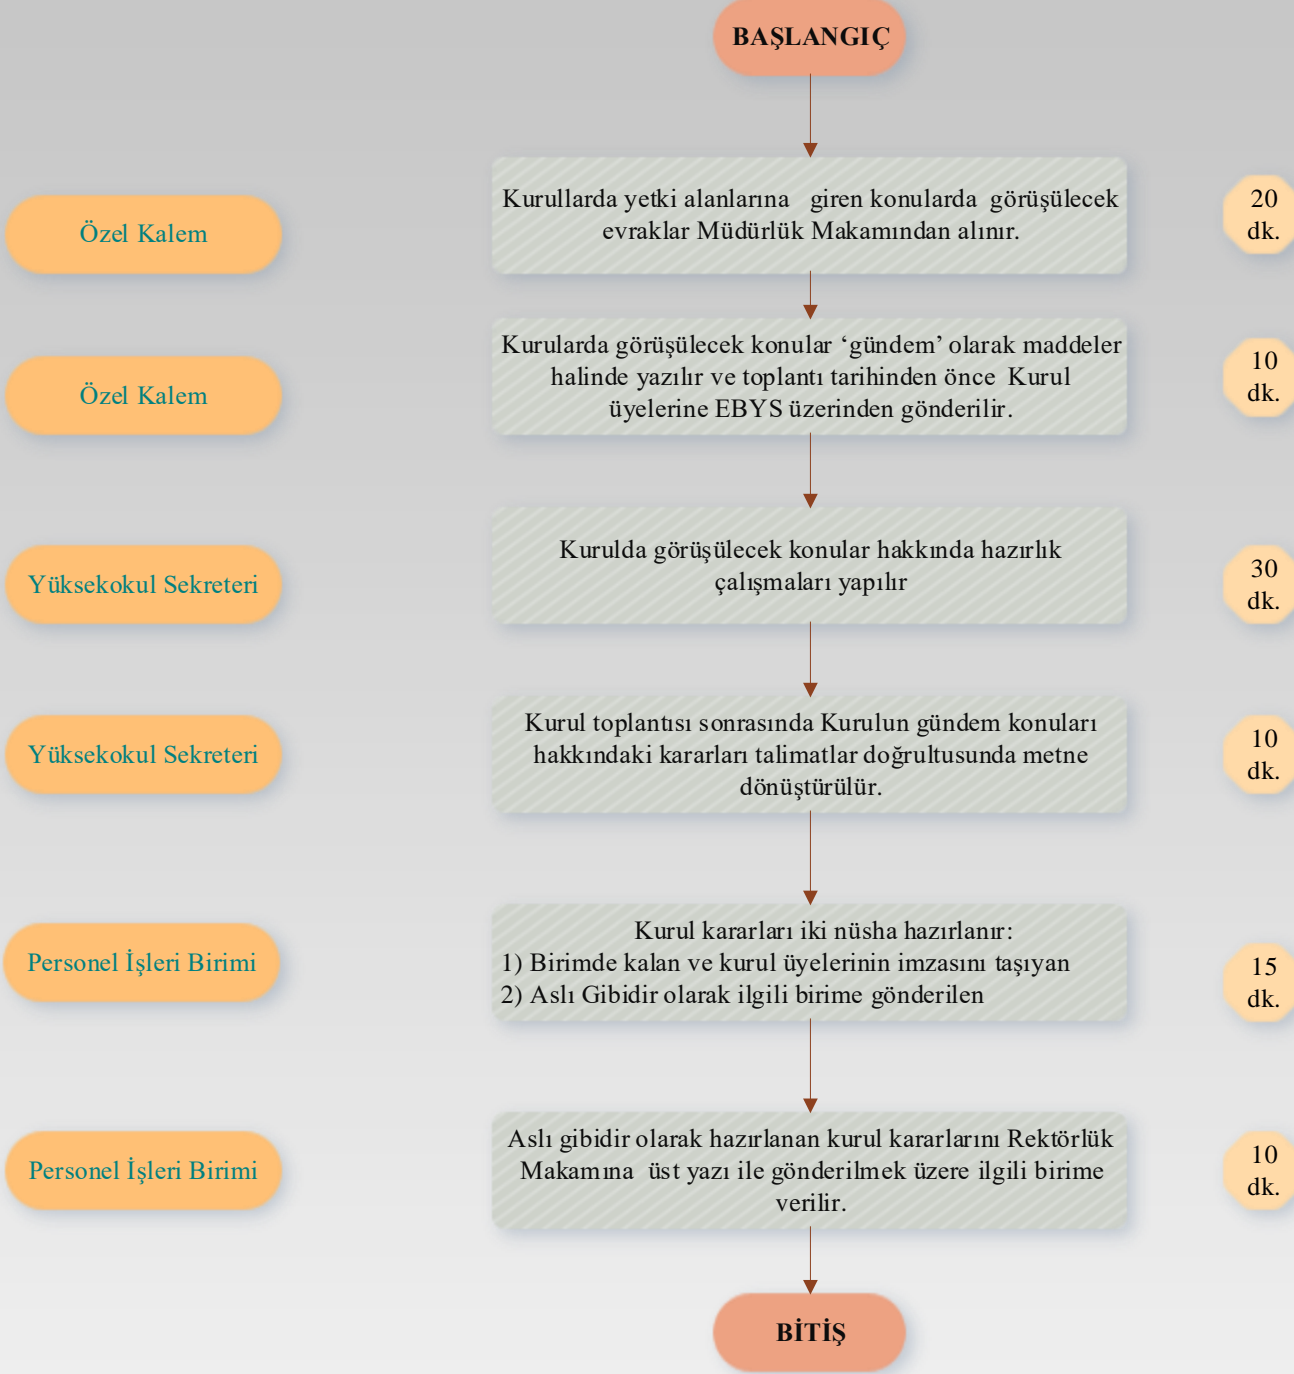 BAŞLANGIÇ
Özel Kalem
Kurullarda yetki alanlarına giren konularda görüşülecek
evraklar Müdürlük Makamından alınır.
20
dk.
Özel Kalem
Kurularda görüşülecek konular ‘gündem’ olarak maddeler
halinde yazılır ve toplantı tarihinden önce Kurul
üyelerine EBYS üzerinden gönderilir.
10
dk.
Yüksekokul Sekreteri
Kurulda görüşülecek konular hakkında hazırlık
çalışmaları yapılır
30
dk.
Yüksekokul Sekreteri
Kurul toplantısı sonrasında Kurulun gündem konuları
hakkındaki kararları talimatlar doğrultusunda metne
dönüştürülür.
10
dk.
Personel İşleri Birimi
Kurul kararları iki nüsha hazırlanır:
1) Birimde kalan ve kurul üyelerinin imzasını taşıyan
2) Aslı Gibidir olarak ilgili birime gönderilen
15
dk.
Personel İşleri Birimi
Aslı gibidir olarak hazırlanan kurul kararlarını Rektörlük
Makamına üst yazı ile gönderilmek üzere ilgili birime
verilir.
10
dk.
BİTİŞ